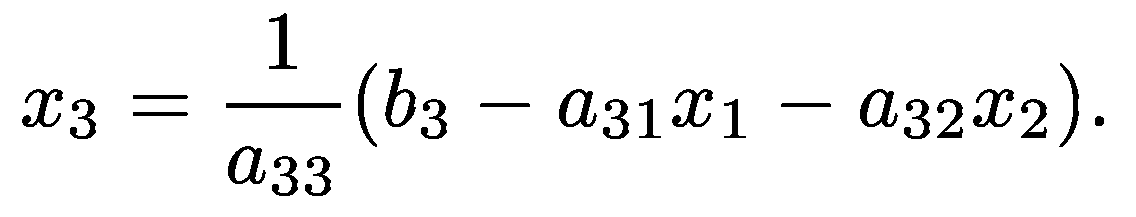 x_3 = \frac{1}{a_{33}}(b_3 - a_{31}x_1 - a_{32}x_2).